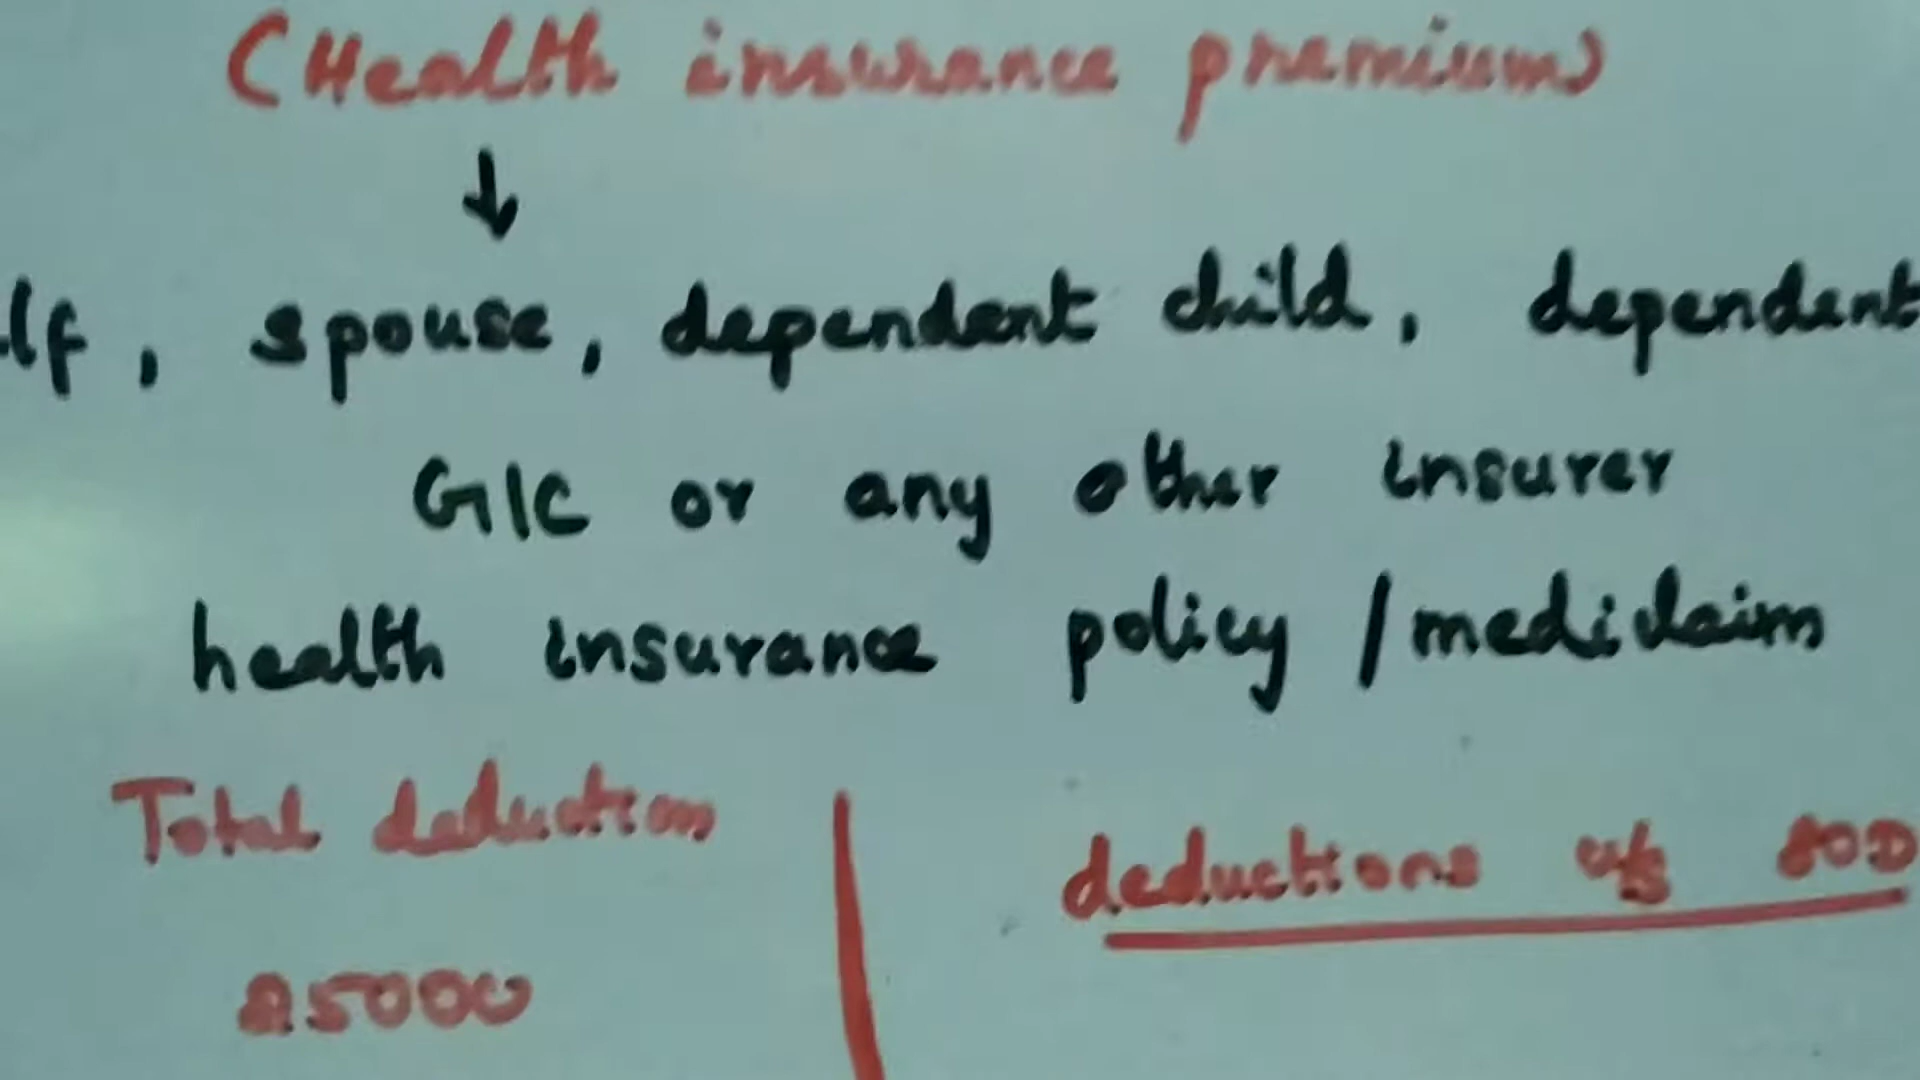 (Health insurance premium)
↓
lf, spouse, dependent child, dependent
GIC or any other insurer
health insurance policy / mediclaim
Total deduction
deductions u/s 80D
25000